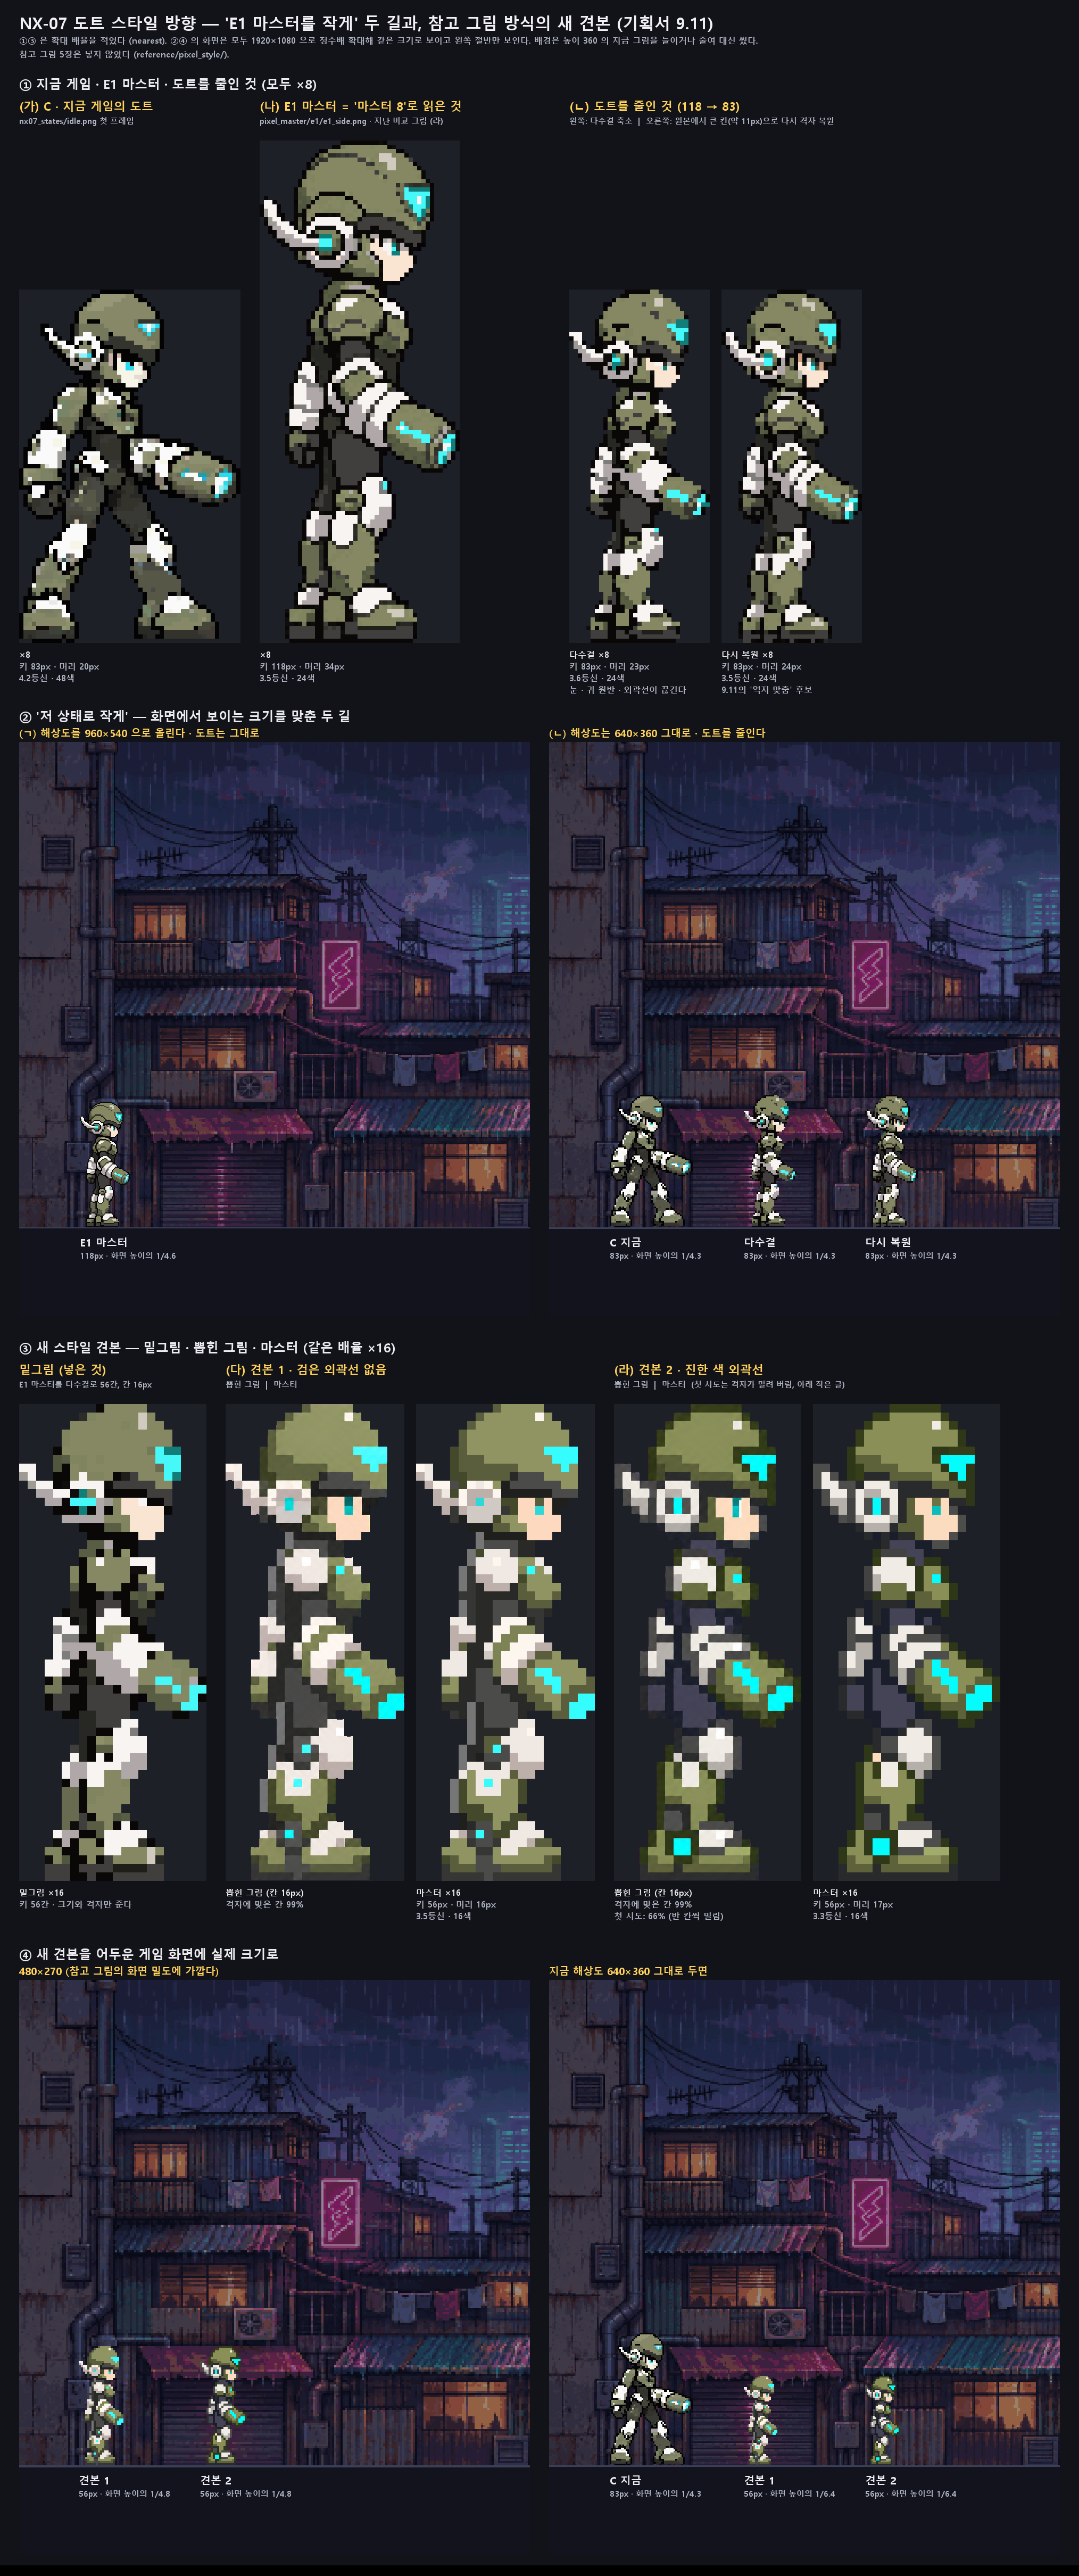 NX-07 도트 스타일 방향 — 'E1 마스터를 작게' 두 길과, 참고 그림 방식의 새 견본 (기획서 9.11)
①③ 은 확대 배율을 적었다 (nearest). ②④ 의 화면은 모두 1920×1080 으로 정수배 확대해 같은 크기로 보이고 왼쪽 절반만 보인다. 배경은 높이 360 의 지금 그림을 늘이거나 줄여 대신 썼다.
참고 그림 5장은 넣지 않았다 (reference/pixel_style/).
① 지금 게임 · E1 마스터 · 도트를 줄인 것 (모두 ×8)
(가) C · 지금 게임의 도트
nx07_states/idle.png 첫 프레임
(나) E1 마스터 = '마스터 8'로 읽은 것
pixel_master/e1/e1_side.png · 지난 비교 그림 (라)
(ㄴ) 도트를 줄인 것 (118 → 83)
왼쪽: 다수결 축소 | 오른쪽: 원본에서 큰 칸(약 11px)으로 다시 격자 복원
×8
키 83px · 머리 20px
4.2등신 · 48색
×8
키 118px · 머리 34px
3.5등신 · 24색
다수결 ×8
키 83px · 머리 23px
3.6등신 · 24색
눈 · 귀 원반 · 외곽선이 끊긴다
다시 복원 ×8
키 83px · 머리 24px
3.5등신 · 24색
9.11의 '억지 맞춤' 후보
② '저 상태로 작게' — 화면에서 보이는 크기를 맞춘 두 길
(ㄱ) 해상도를 960×540 으로 올린다 · 도트는 그대로
(ㄴ) 해상도는 640×360 그대로 · 도트를 줄인다
E1 마스터
118px · 화면 높이의 1/4.6
C 지금
83px · 화면 높이의 1/4.3
다수결
83px · 화면 높이의 1/4.3
다시 복원
83px · 화면 높이의 1/4.3
③ 새 스타일 견본 — 밑그림 · 뽑힌 그림 · 마스터 (같은 배율 ×16)
밑그림 (넣은 것)
E1 마스터를 다수결로 56칸, 칸 16px
(다) 견본 1 · 검은 외곽선 없음
뽑힌 그림 | 마스터
(라) 견본 2 · 진한 색 외곽선
뽑힌 그림 | 마스터 (첫 시도는 격자가 밀려 버림, 아래 작은 글)
밑그림 ×16
키 56칸 · 크기와 격자만 준다
뽑힌 그림 (칸 16px)
격자에 맞은 칸 99%
마스터 ×16
키 56px · 머리 16px
3.5등신 · 16색
뽑힌 그림 (칸 16px)
격자에 맞은 칸 99%
첫 시도: 66% (반 칸씩 밀림)
마스터 ×16
키 56px · 머리 17px
3.3등신 · 16색
④ 새 견본을 어두운 게임 화면에 실제 크기로
480×270 (참고 그림의 화면 밀도에 가깝다)
지금 해상도 640×360 그대로 두면
견본 1
56px · 화면 높이의 1/4.8
견본 2
56px · 화면 높이의 1/4.8
C 지금
83px · 화면 높이의 1/4.3
견본 1
56px · 화면 높이의 1/6.4
견본 2
56px · 화면 높이의 1/6.4